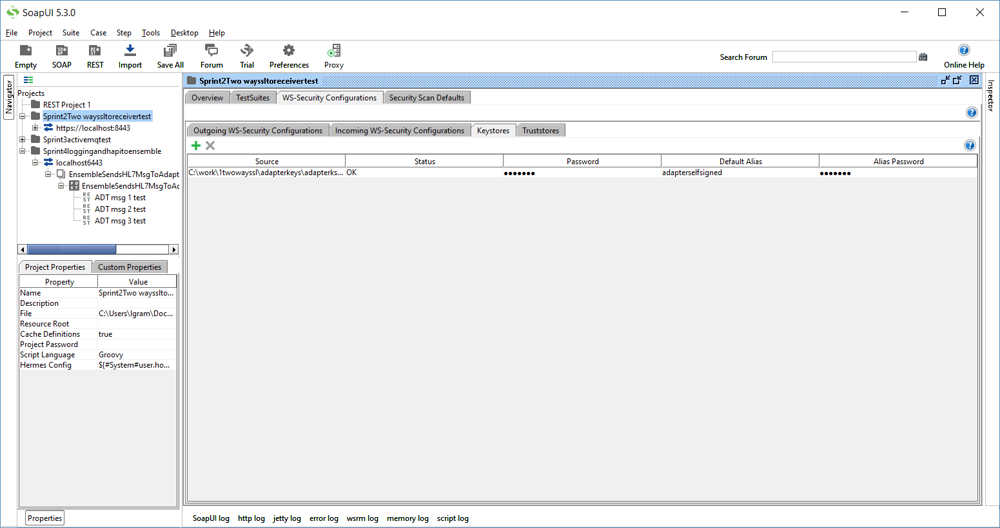 SoapUI 5.3.0
File Project Suite Case Step Tools Desktop Help
Empty SOAP REST Import Save All Forum Trial Preferences Proxy
Search Forum
Online Help
Navigator
Projects
REST Project 1
Sprint2Two wayssltoreceivertest
https://localhost:8443
Sprint3activemqtest
Sprint4loggingandhapitoensemble
localhost6443
EnsembleSendsHL7MsgToAdapt
EnsembleSendsHL7MsgToAc
REST ADT msg 1 test
REST ADT msg 2 test
REST ADT msg 3 test
Project Properties Custom Properties
Property Value
Name Sprint2Two wayssIto...
Description
File C:\Users\Igram\Doc...
Resource Root
Cache Definitions true
Project Password
Script Language Groovy
Hermes Config ${#System#user.ho...
Properties
Sprint2Two wayssltoreceivertest
Overview TestSuites WS-Security Configurations Security Scan Defaults
Outgoing WS-Security Configurations Incoming WS-Security Configurations Keystores Truststores
Source Status Password Default Alias Alias Password
C:\work\1twowayssl\adapterkeys\adapterks... OK ●●●●●●● adapterselfsigned ●●●●●●●
SoapUI log http log jetty log error log wsrm log memory log script log
Inspector